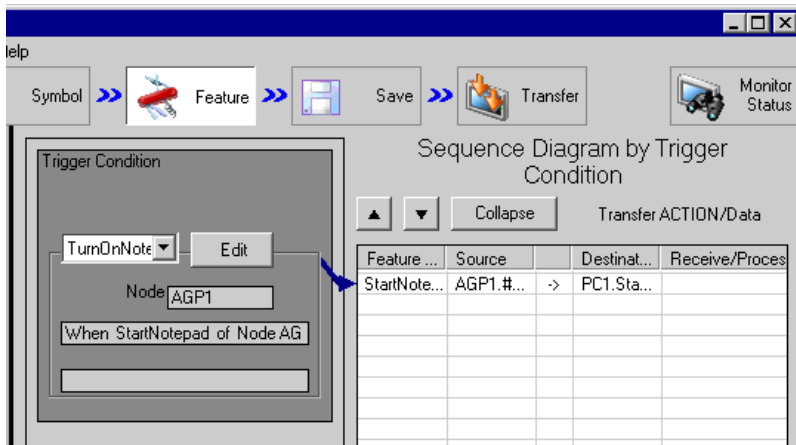 Help
Symbol Feature Save Transfer Monitor Status
Trigger Condition
Sequence Diagram by Trigger
Condition
Collapse Transfer ACTION/Data
TurnOnNote Edit
Feature ... Source Destinat... Receive/Proces
StartNote... AGP1.#... -> PC1.Sta...
Node AGP1
When StartNotepad of Node AG